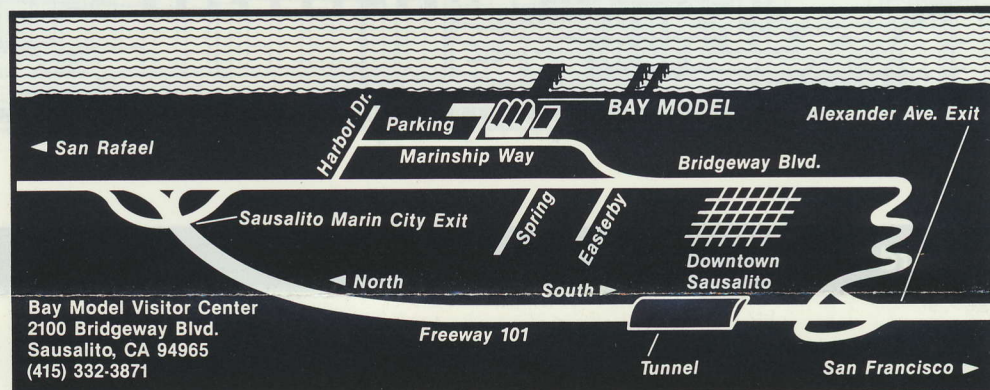 BAY MODEL
Alexander Ave. Exit
Harbor Dr.
Parking
◄ San Rafael
Marinship Way
Bridgeway Blvd.
Sausalito Marin City Exit
Spring
Easterby
Downtown
Sausalito
◄ North
South ►
Bay Model Visitor Center
2100 Bridgeway Blvd.
Sausalito, CA 94965
(415) 332-3871
Freeway 101
Tunnel
San Francisco ►